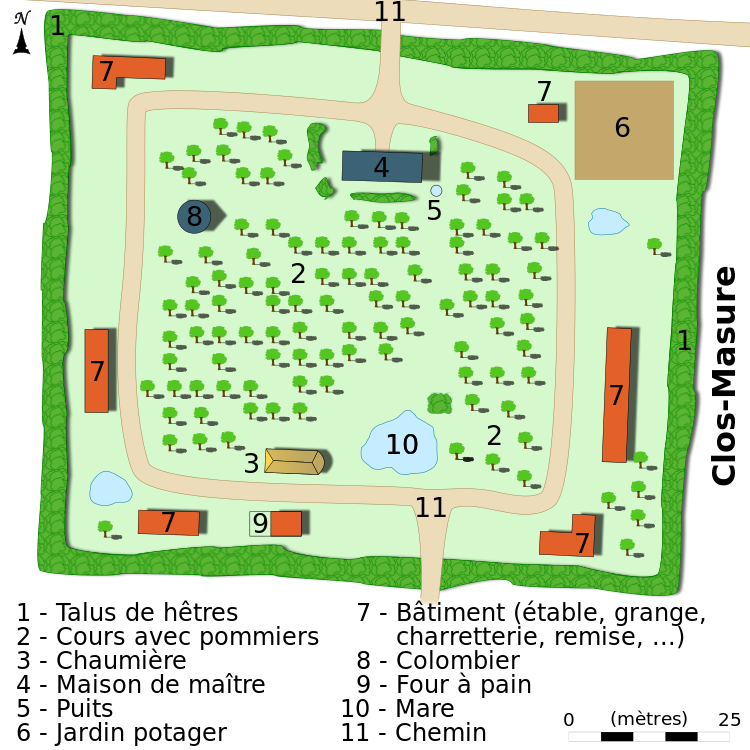 11
N
1
7
7
6
4
8
5
2
1
7
7
2
10
3
11
7
9
7
Clos-Masure
1 - Talus de hêtres
2 - Cours avec pommiers
3 - Chaumière
4 - Maison de maître
5 - Puits
6 - Jardin potager
7 - Bâtiment (étable, grange,
charretterie, remise, ...)
8 - Colombier
9 - Four à pain
10 - Mare
11 - Chemin
0 (mètres) 25